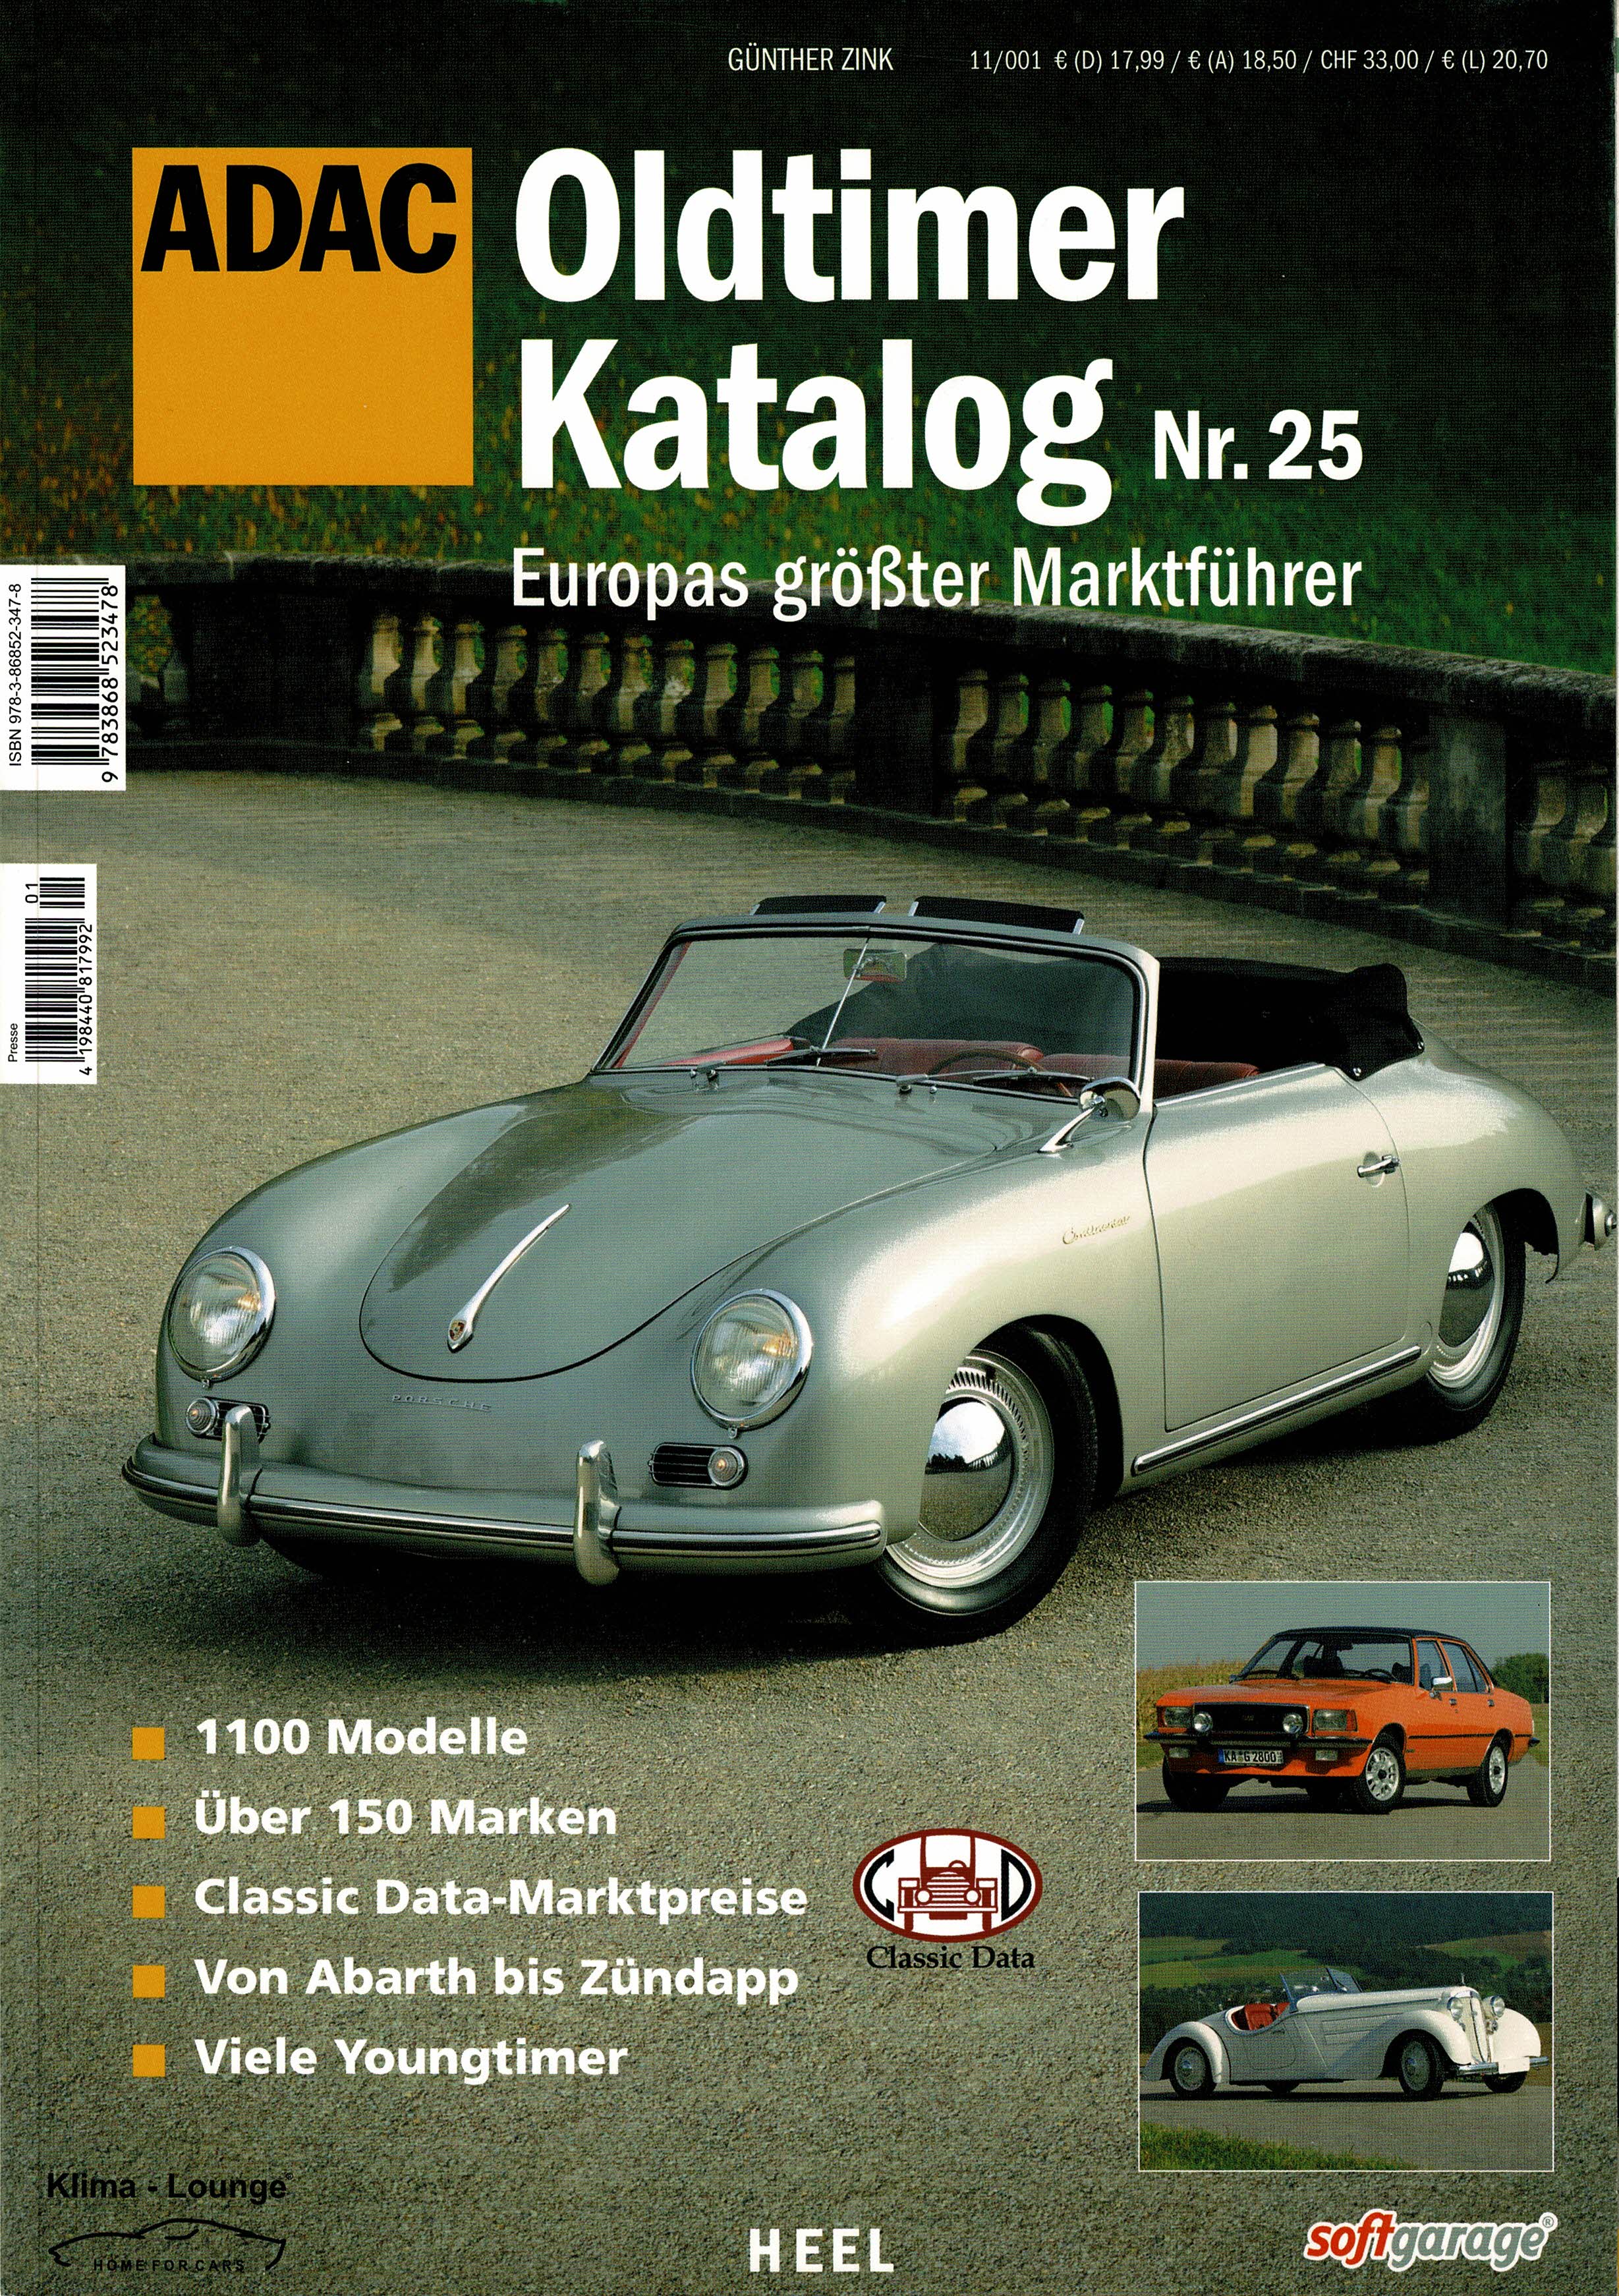 GÜNTHER ZINK 11/001 € (D) 17,99 / € (A) 18,50 / CHF 33,00 / € (L) 20,70
ADAC
Oldtimer
Katalog Nr. 25
Europas größter Marktführer
ISBN 978-3-86852-347-8
9 783868 523478
Presse
4 198440 817992
01
Continental
PORSCHE
KA G 2800
1100 Modelle
Über 150 Marken
Classic Data-Marktpreise
Von Abarth bis Zündapp
Viele Youngtimer
C D
Classic Data
Klima - Lounge
HOME FOR CARS
HEEL
softgarage®